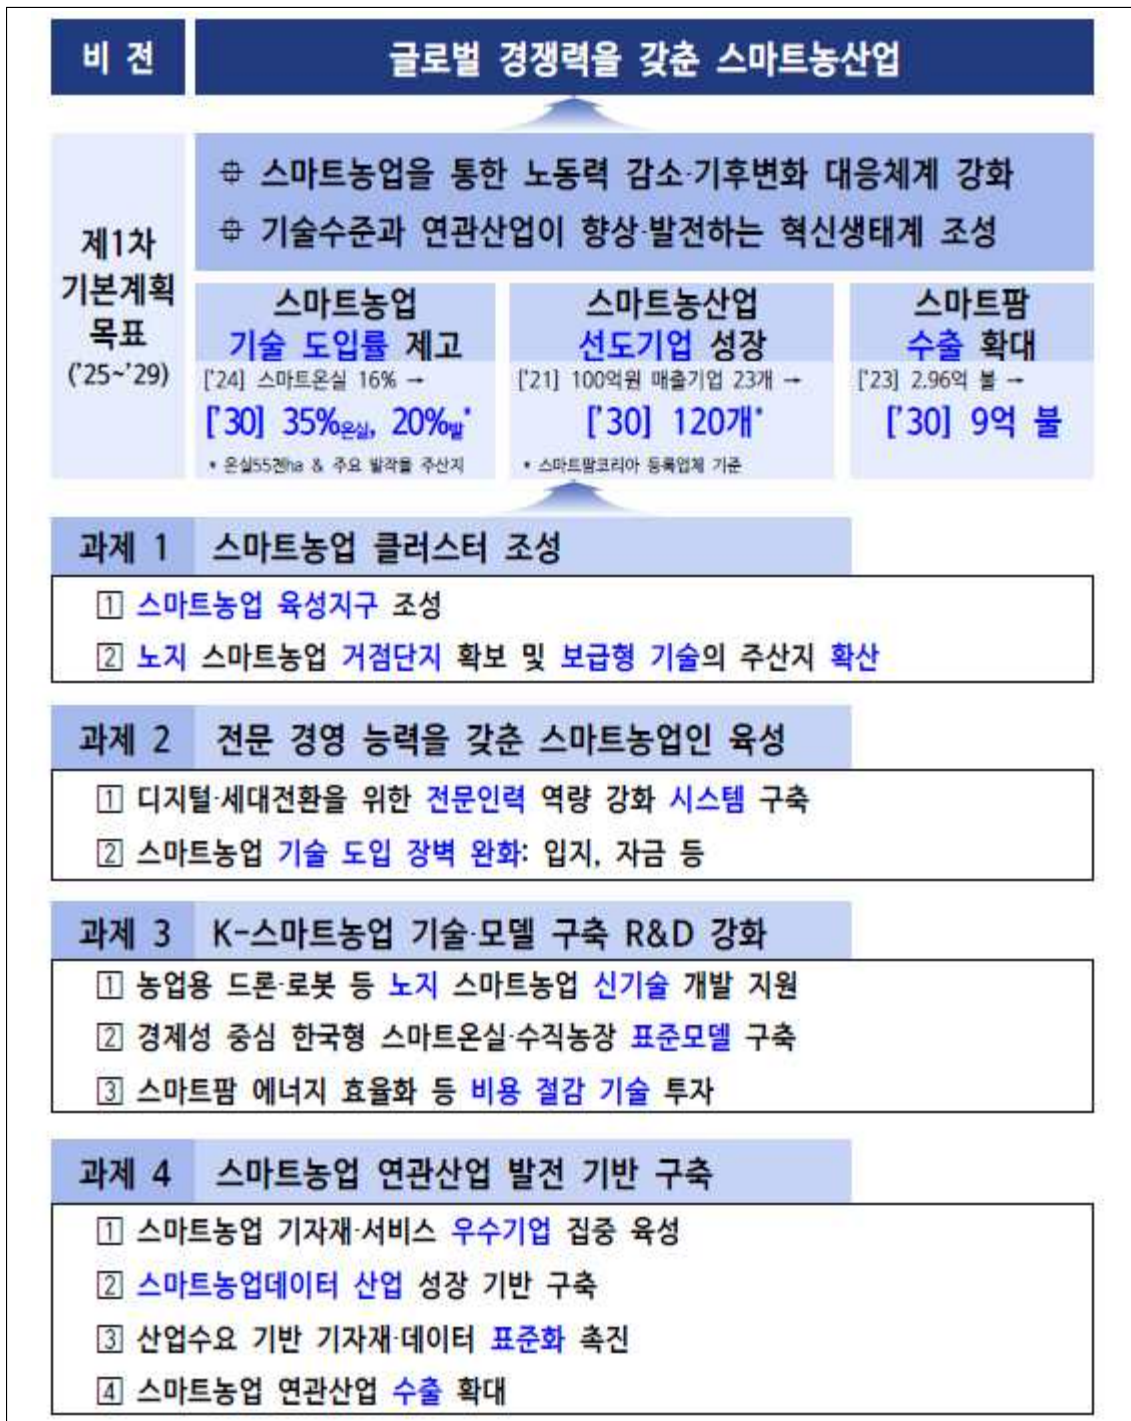 비 전
글로벌 경쟁력을 갖춘 스마트농산업
제1차
기본계획
목표
('25~'29)
⌱ 스마트농업을 통한 노동력 감소·기후변화 대응체계 강화
⌱ 기술수준과 연관산업이 향상·발전하는 혁신생태계 조성
스마트농업
기술 도입률 제고
['24] 스마트온실 16% →
['30] 35%온실, 20%밭*
* 온실55천ha & 주요 밭작물 주산지
스마트농산업
선도기업 성장
['21] 100억원 매출기업 23개 →
['30] 120개*
* 스마트팜코리아 등록업체 기준
스마트팜
수출 확대
['23] 2.96억 불 →
['30] 9억 불
과제 1 스마트농업 클러스터 조성
1 스마트농업 육성지구 조성
2 노지 스마트농업 거점단지 확보 및 보급형 기술의 주산지 확산
과제 2 전문 경영 능력을 갖춘 스마트농업인 육성
1 디지털·세대전환을 위한 전문인력 역량 강화 시스템 구축
2 스마트농업 기술 도입 장벽 완화: 입지, 자금 등
과제 3 K-스마트농업 기술·모델 구축 R&D 강화
1 농업용 드론·로봇 등 노지 스마트농업 신기술 개발 지원
2 경제성 중심 한국형 스마트온실·수직농장 표준모델 구축
3 스마트팜 에너지 효율화 등 비용 절감 기술 투자
과제 4 스마트농업 연관산업 발전 기반 구축
1 스마트농업 기자재·서비스 우수기업 집중 육성
2 스마트농업데이터 산업 성장 기반 구축
3 산업수요 기반 기자재·데이터 표준화 촉진
4 스마트농업 연관산업 수출 확대